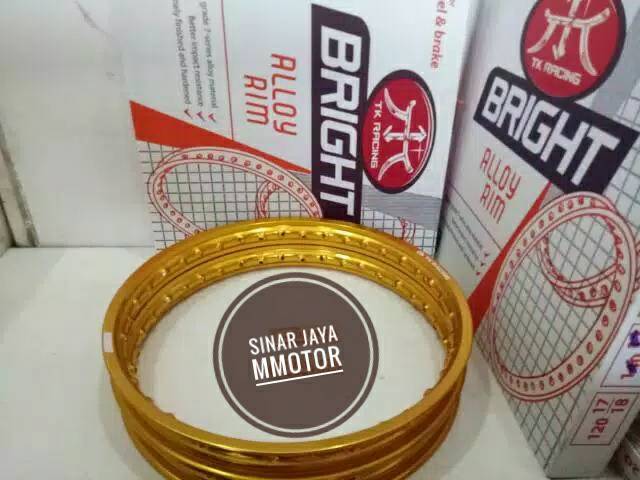 el & brake
grade 7-series alloy material
Better impact resistance
finished and hardened
BRIGHT
ALLOY
RIM
TK RACING
TK RACING
BRIGHT
ALLOY
RIM
120
17
18
SINAR JAYA
MMOTOR